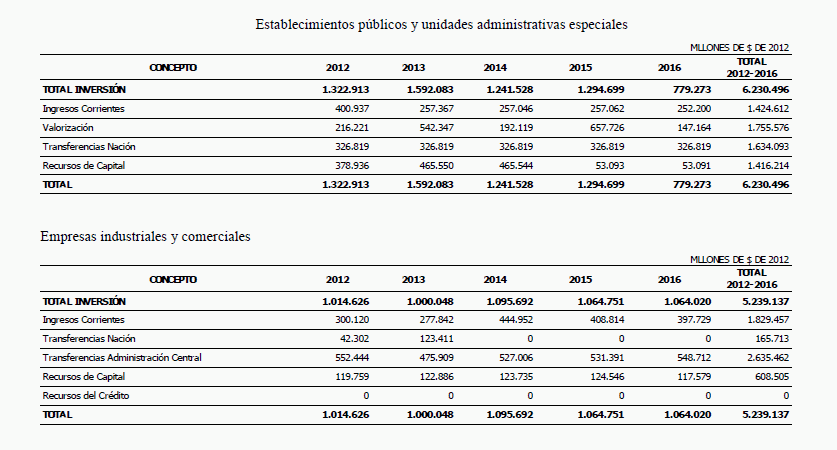 Establecimientos públicos y unidades administrativas especiales
MLLONES DE $ DE 2012
CONCEPTO 2012 2013 2014 2015 2016 TOTAL 2012-2016
TOTAL INVERSIÓN 1.322.913 1.592.083 1.241.528 1.294.699 779.273 6.230.496
Ingresos Corrientes 400.937 257.367 257.046 257.062 252.200 1.424.612
Valorización 216.221 542.347 192.119 657.726 147.164 1.755.576
Transferencias Nación 326.819 326.819 326.819 326.819 326.819 1.634.093
Recursos de Capital 378.936 465.550 465.544 53.093 53.091 1.416.214
TOTAL 1.322.913 1.592.083 1.241.528 1.294.699 779.273 6.230.496
Empresas industriales y comerciales
MLLONES DE $ DE 2012
CONCEPTO 2012 2013 2014 2015 2016 TOTAL 2012-2016
TOTAL INVERSIÓN 1.014.626 1.000.048 1.095.692 1.064.751 1.064.020 5.239.137
Ingresos Corrientes 300.120 277.842 444.952 408.814 397.729 1.829.457
Transferencias Nación 42.302 123.411 0 0 0 165.713
Transferencias Administración Central 552.444 475.909 527.006 531.391 548.712 2.635.462
Recursos de Capital 119.759 122.886 123.735 124.546 117.579 608.505
Recursos del Crédito 0 0 0 0 0 0
TOTAL 1.014.626 1.000.048 1.095.692 1.064.751 1.064.020 5.239.137